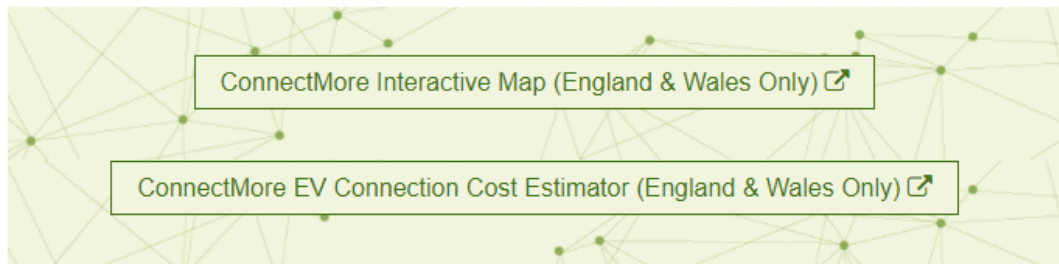 ConnectMore Interactive Map (England & Wales Only)
ConnectMore EV Connection Cost Estimator (England & Wales Only)